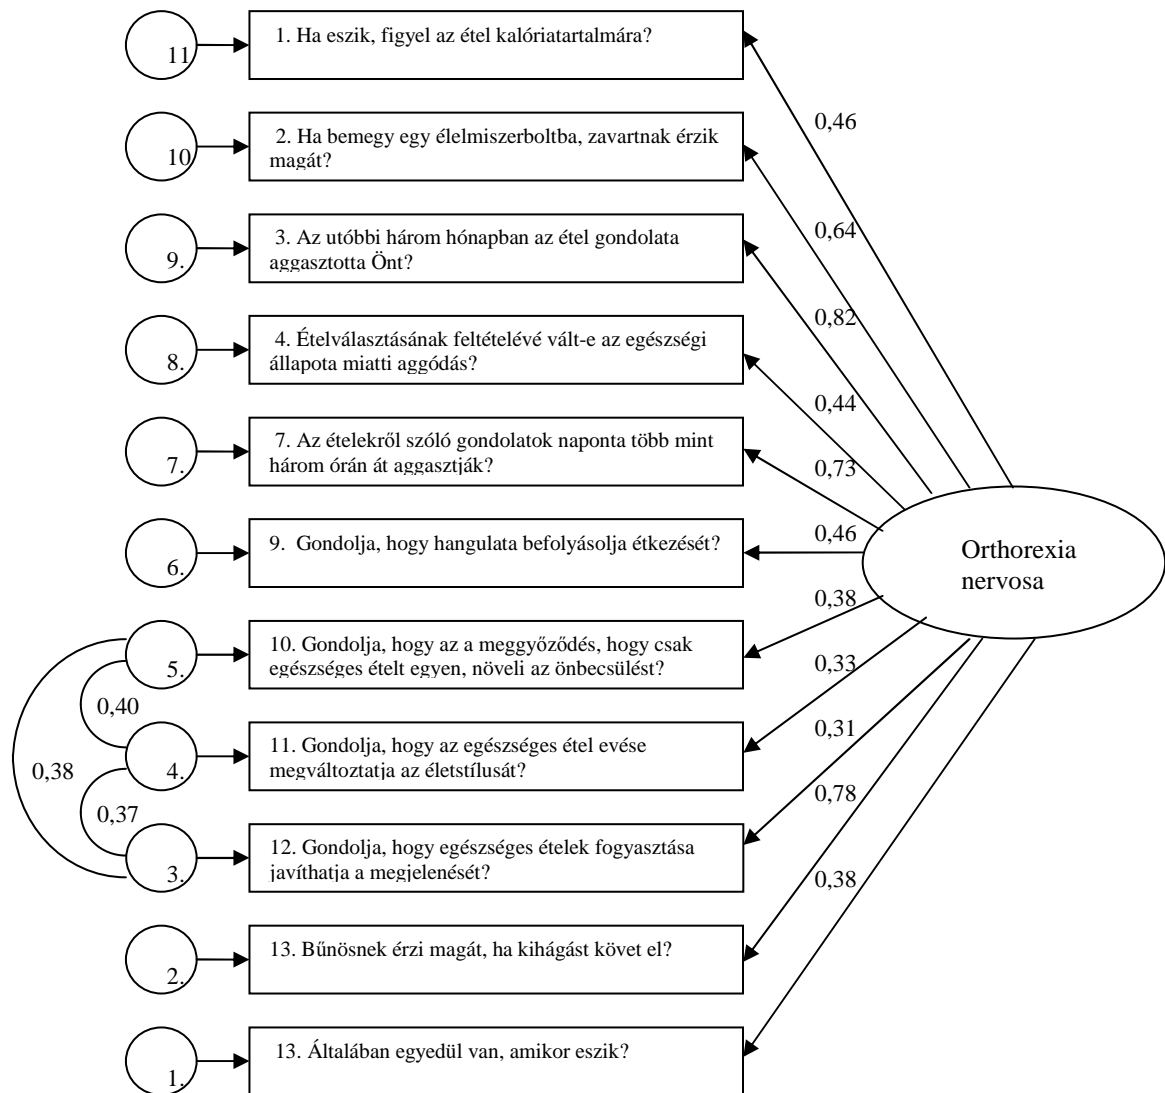 11
1. Ha eszik, figyel az étel kalóriatartalmára?
0,46
10
2. Ha bemegy egy élelmiszerboltba, zavartnak érzik
magát?
0,64
9.
3. Az utóbbi három hónapban az étel gondolata
aggasztotta Önt?
0,82
8.
4. Ételválasztásának feltételévé vált-e az egészségi
állapota miatti aggódás?
0,44
7.
7. Az ételekről szóló gondolatok naponta több mint
három órán át aggasztják?
0,73
6.
9. Gondolja, hogy hangulata befolyásolja étkezését?
0,46
Orthorexia
nervosa
5.
10. Gondolja, hogy az a meggyőződés, hogy csak
egészséges ételt egyen, növeli az önbecsülést?
0,38
0,40
4.
11. Gondolja, hogy az egészséges étel evése
megváltoztatja az életstílusát?
0,33
0,38
0,37
3.
12. Gondolja, hogy egészséges ételek fogyasztása
javíthatja a megjelenését?
0,31
2.
13. Bűnösnek érzi magát, ha kihágást követ el?
0,78
1.
13. Általában egyedül van, amikor eszik?
0,38